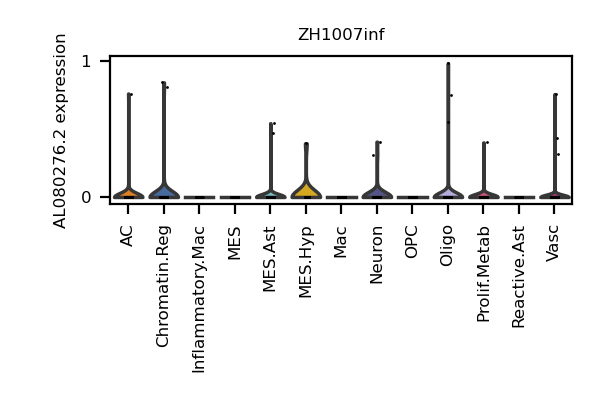 ZH1007inf
AL080276.2 expression
1
0
AC
Chromatin.Reg
Inflammatory.Mac
MES
MES.Ast
MES.Hyp
Mac
Neuron
OPC
Oligo
Prolif.Metab
Reactive.Ast
Vasc